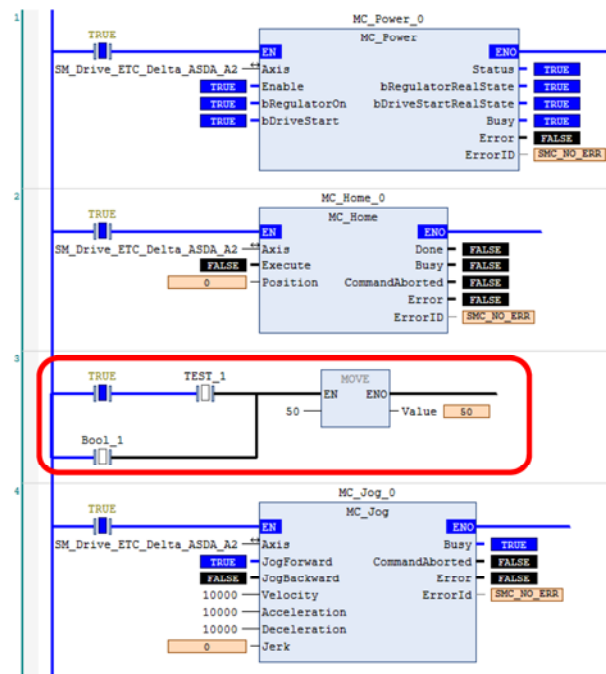 1
MC_Power_0
TRUE MC_Power
EN ENO
SM_Drive_ETC_Delta_ASDA_A2 Axis Status TRUE
TRUE Enable bRegulatorRealState TRUE
TRUE bRegulatorOn bDriveStartRealState TRUE
TRUE bDriveStart Busy TRUE
Error FALSE
ErrorID SMC_NO_ERR
2
MC_Home_0
TRUE MC_Home
EN ENO
SM_Drive_ETC_Delta_ASDA_A2 Axis Done FALSE
FALSE Execute Busy FALSE
0 Position CommandAborted FALSE
Error FALSE
ErrorID SMC_NO_ERR
3
TRUE TEST_1 MOVE
EN ENO
50 Value 50
Bool_1
4
MC_Jog_0
TRUE MC_Jog
EN ENO
SM_Drive_ETC_Delta_ASDA_A2 Axis Busy TRUE
TRUE JogForward CommandAborted FALSE
FALSE JogBackward Error FALSE
10000 Velocity ErrorId SMC_NO_ERR
10000 Acceleration
10000 Deceleration
0 Jerk